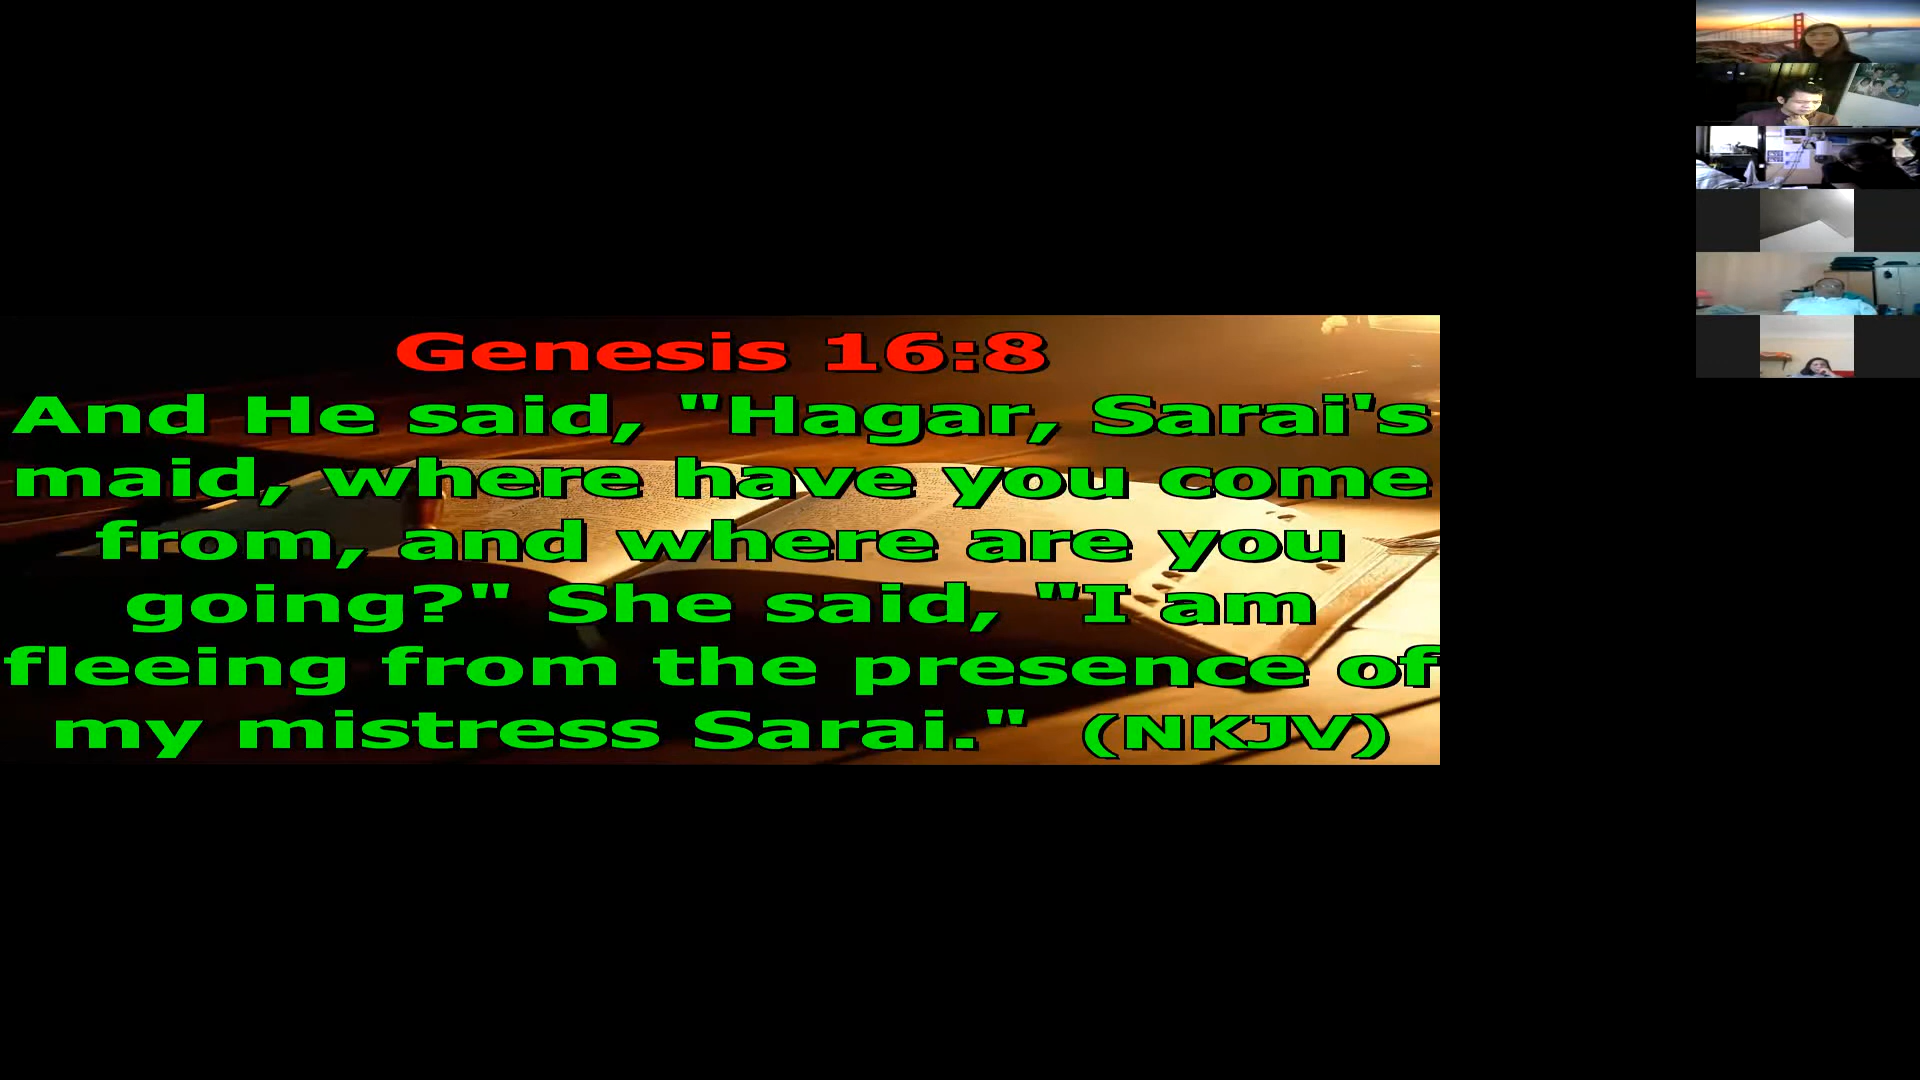 Genesis 16:8
And He said, "Hagar, Sarai's
maid, where have you come
from, and where are you
going?" She said, "I am
fleeing from the presence of
my mistress Sarai." (NKJV)